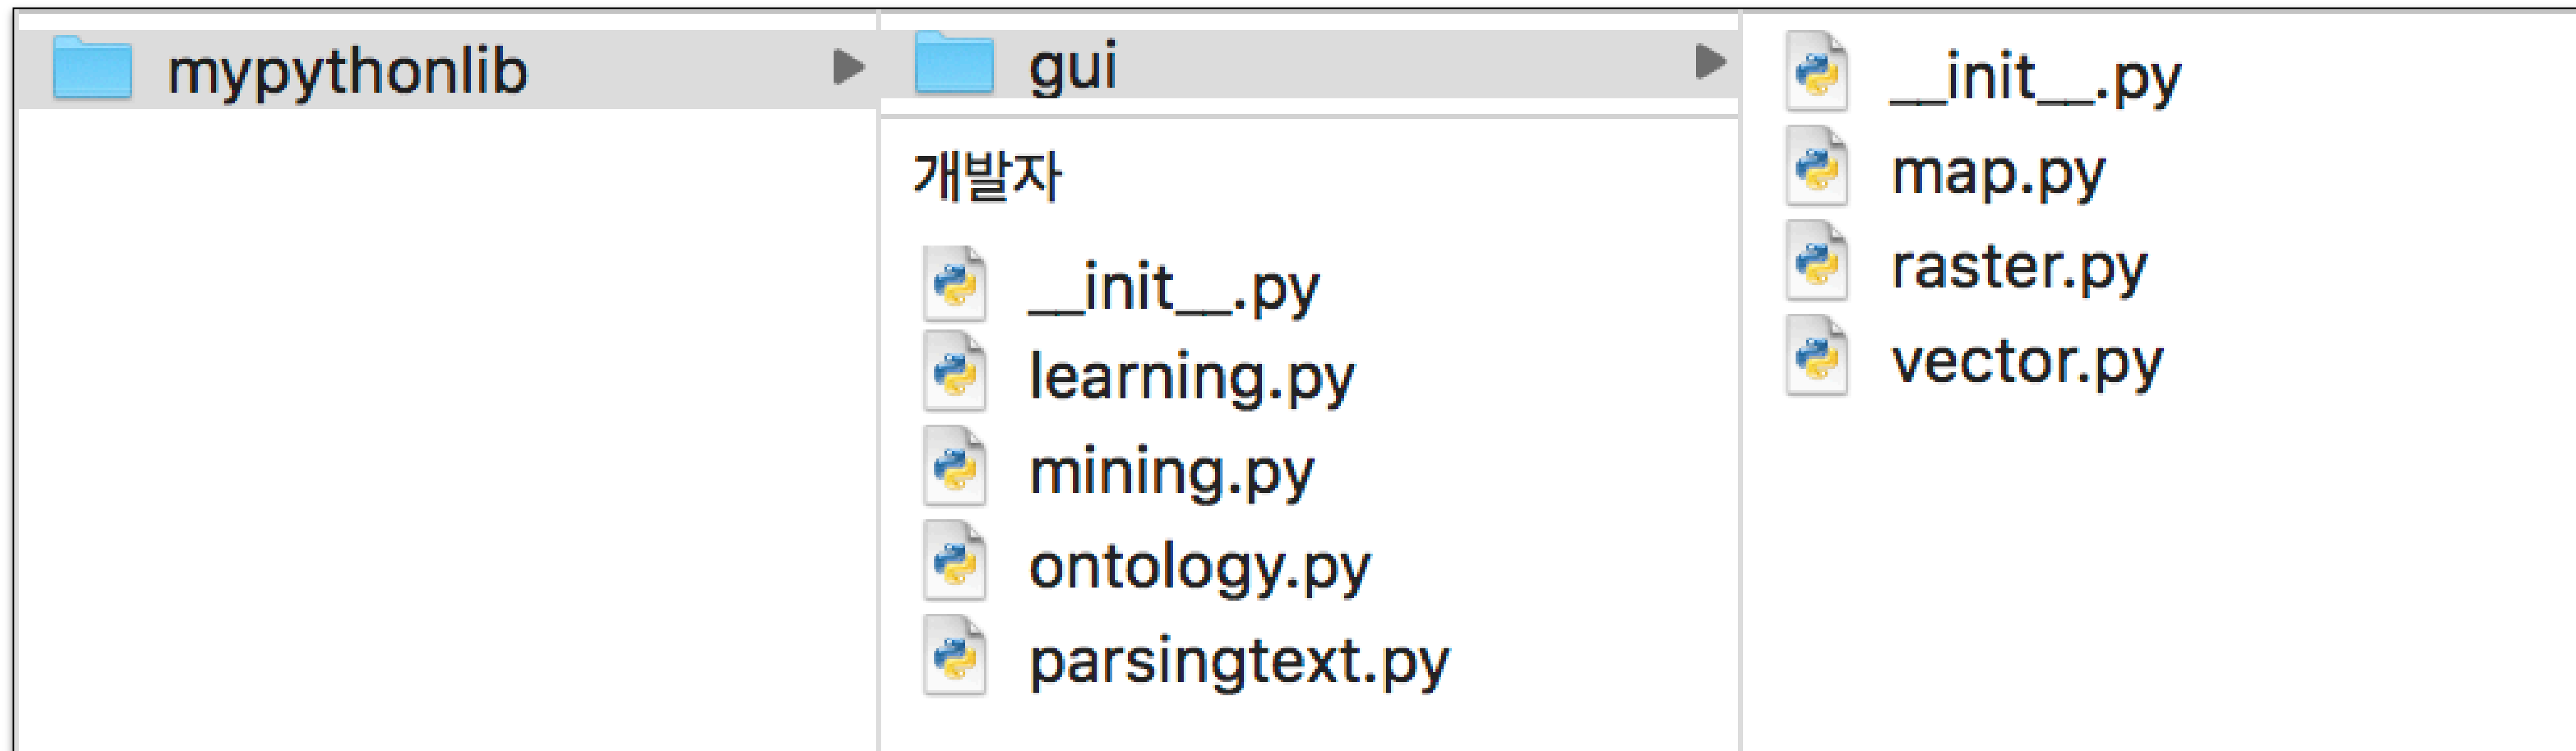 mypythonlib
gui
개발자
__init__.py
learning.py
mining.py
ontology.py
parsingtext.py
__init__.py
map.py
raster.py
vector.py